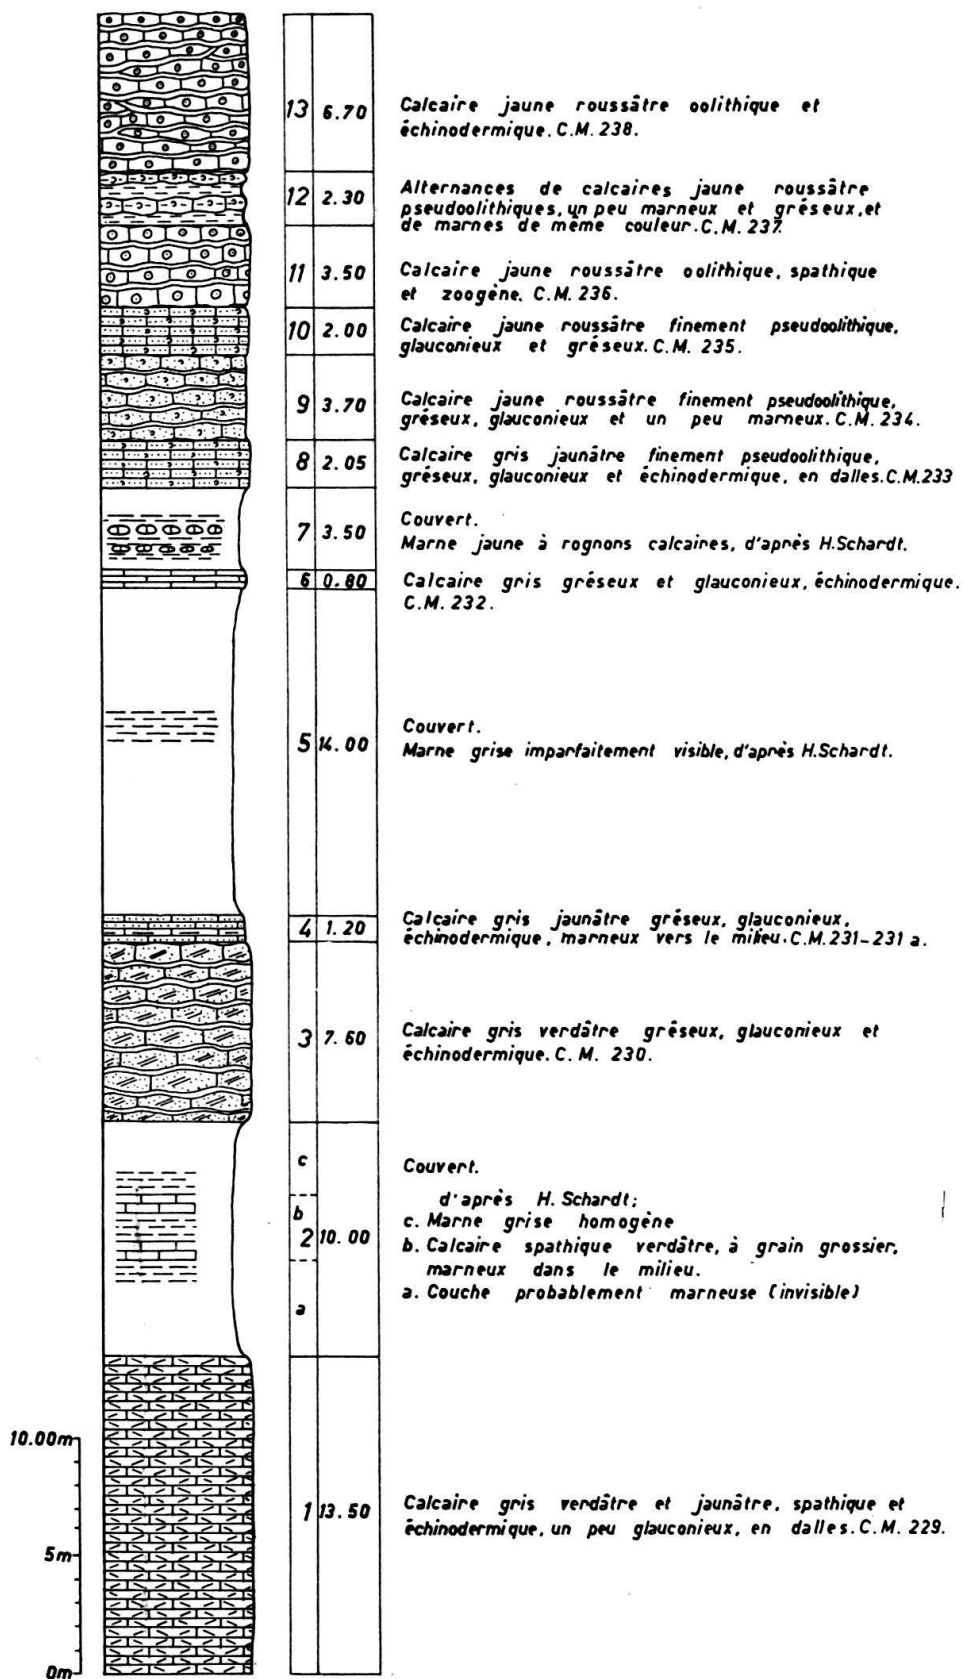 13 6.70 Calcaire jaune roussâtre oolithique et
échinodermique. C.M. 238.
12 2.30 Alternances de calcaires jaune roussâtre
pseudoolithiques, un peu marneux et gréseux, et
de marnes de même couleur. C.M. 237.
11 3.50 Calcaire jaune roussâtre oolithique, spathique
et zoogène. C.M. 236.
10 2.00 Calcaire jaune roussâtre finement pseudoolithique,
glauconieux et gréseux. C.M. 235.
9 3.70 Calcaire jaune roussâtre finement pseudoolithique,
gréseux, glauconieux et un peu marneux. C.M. 234.
8 2.05 Calcaire gris jaunâtre finement pseudoolithique,
gréseux, glauconieux et échinodermique, en dalles. C.M. 233
7 3.50 Couvert.
Marne jaune à rognons calcaires, d'après H. Schardt.
6 0.80 Calcaire gris gréseux et glauconieux, échinodermique.
C.M. 232.
5 14.00 Couvert.
Marne grise imparfaitement visible, d'après H. Schardt.
4 1.20 Calcaire gris jaunâtre gréseux, glauconieux,
échinodermique, marneux vers le milieu. C.M. 231-231 a.
3 7.60 Calcaire gris verdâtre gréseux, glauconieux et
échinodermique. C.M. 230.
c Couvert.
d'après H. Schardt;
b c. Marne grise homogène
2 10.00 b. Calcaire spathique verdâtre, à grain grossier,
marneux dans le milieu.
a a. Couche probablement marneuse (invisible)
10.00m
1 13.50 Calcaire gris verdâtre et jaunâtre, spathique et
échinodermique, un peu glauconieux, en dalles. C.M. 229.
5m
0m